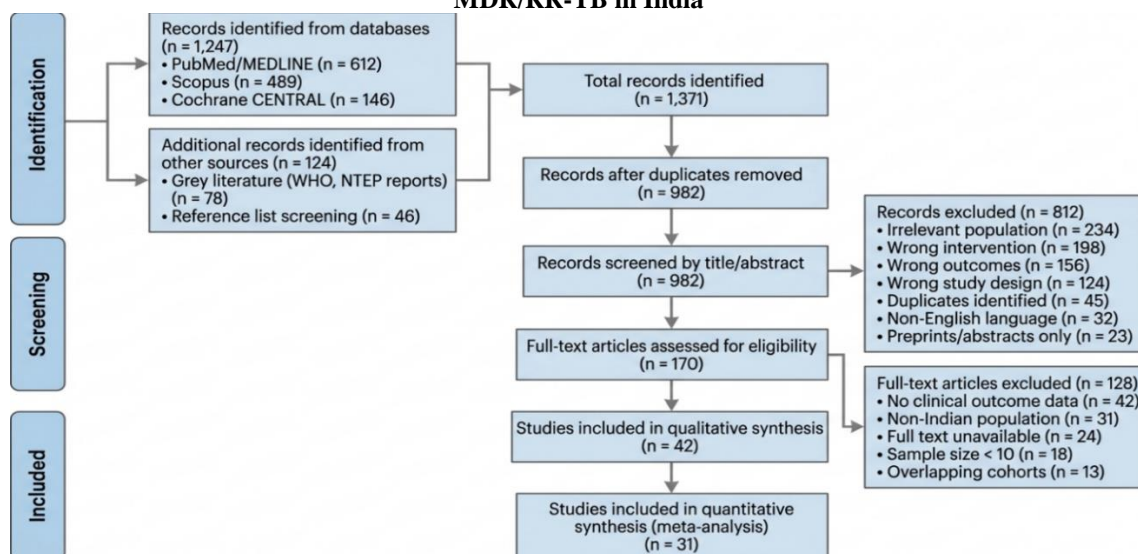 MDR/RR-TB in India
Identification
Records identified from databases
(n = 1,247)
• PubMed/MEDLINE (n = 612)
• Scopus (n = 489)
• Cochrane CENTRAL (n = 146)
Additional records identified from
other sources (n = 124)
• Grey literature (WHO, NTEP reports)
(n = 78)
• Reference list screening (n = 46)
Total records identified
(n = 1,371)
Records after duplicates removed
(n = 982)
Screening
Records screened by title/abstract
(n = 982)
Records excluded (n = 812)
• Irrelevant population (n = 234)
• Wrong intervention (n = 198)
• Wrong outcomes (n = 156)
• Wrong study design (n = 124)
• Duplicates identified (n = 45)
• Non-English language (n = 32)
• Preprints/abstracts only (n = 23)
Full-text articles assessed for eligibility
(n = 170)
Full-text articles excluded (n = 128)
• No clinical outcome data (n = 42)
• Non-Indian population (n = 31)
• Full text unavailable (n = 24)
• Sample size < 10 (n = 18)
• Overlapping cohorts (n = 13)
Included
Studies included in qualitative synthesis
(n = 42)
Studies included in quantitative
synthesis (meta-analysis)
(n = 31)